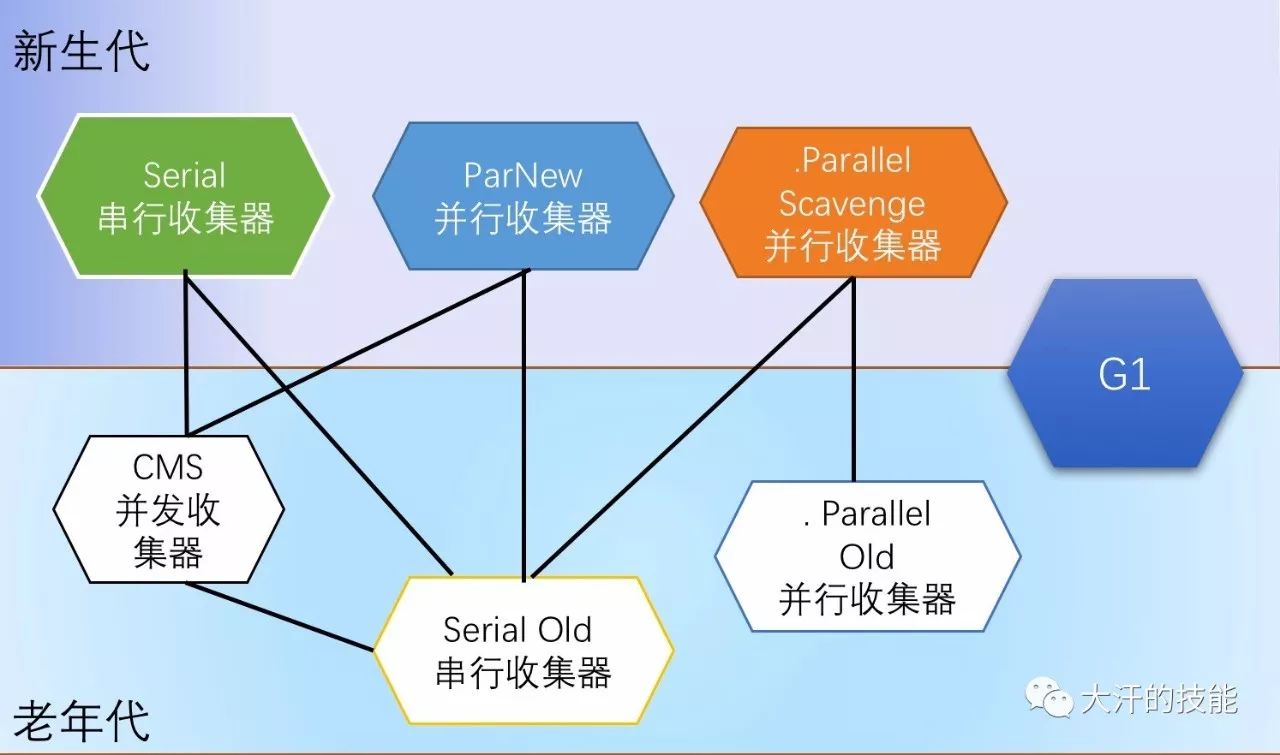 新生代
Serial
串行收集器
ParNew
并行收集器
.Parallel
Scavenge
并行收集器
G1
CMS
并发收
集器
. Parallel
Old
并行收集器
Serial Old
串行收集器
老年代
大汗的技能